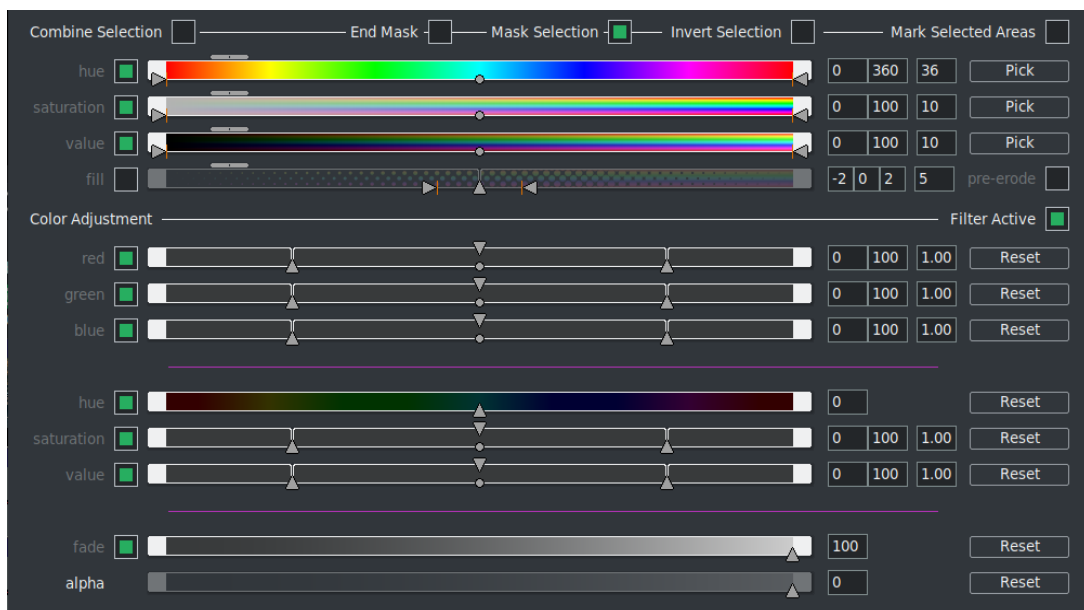 Combine Selection End Mask Mask Selection Invert Selection Mark Selected Areas
hue 0 360 36 Pick
saturation 0 100 10 Pick
value 0 100 10 Pick
fill -2 0 2 5 pre-erode
Color Adjustment Filter Active
red 0 100 1.00 Reset
green 0 100 1.00 Reset
blue 0 100 1.00 Reset
hue 0 Reset
saturation 0 100 1.00 Reset
value 0 100 1.00 Reset
fade 100 Reset
alpha 0 Reset